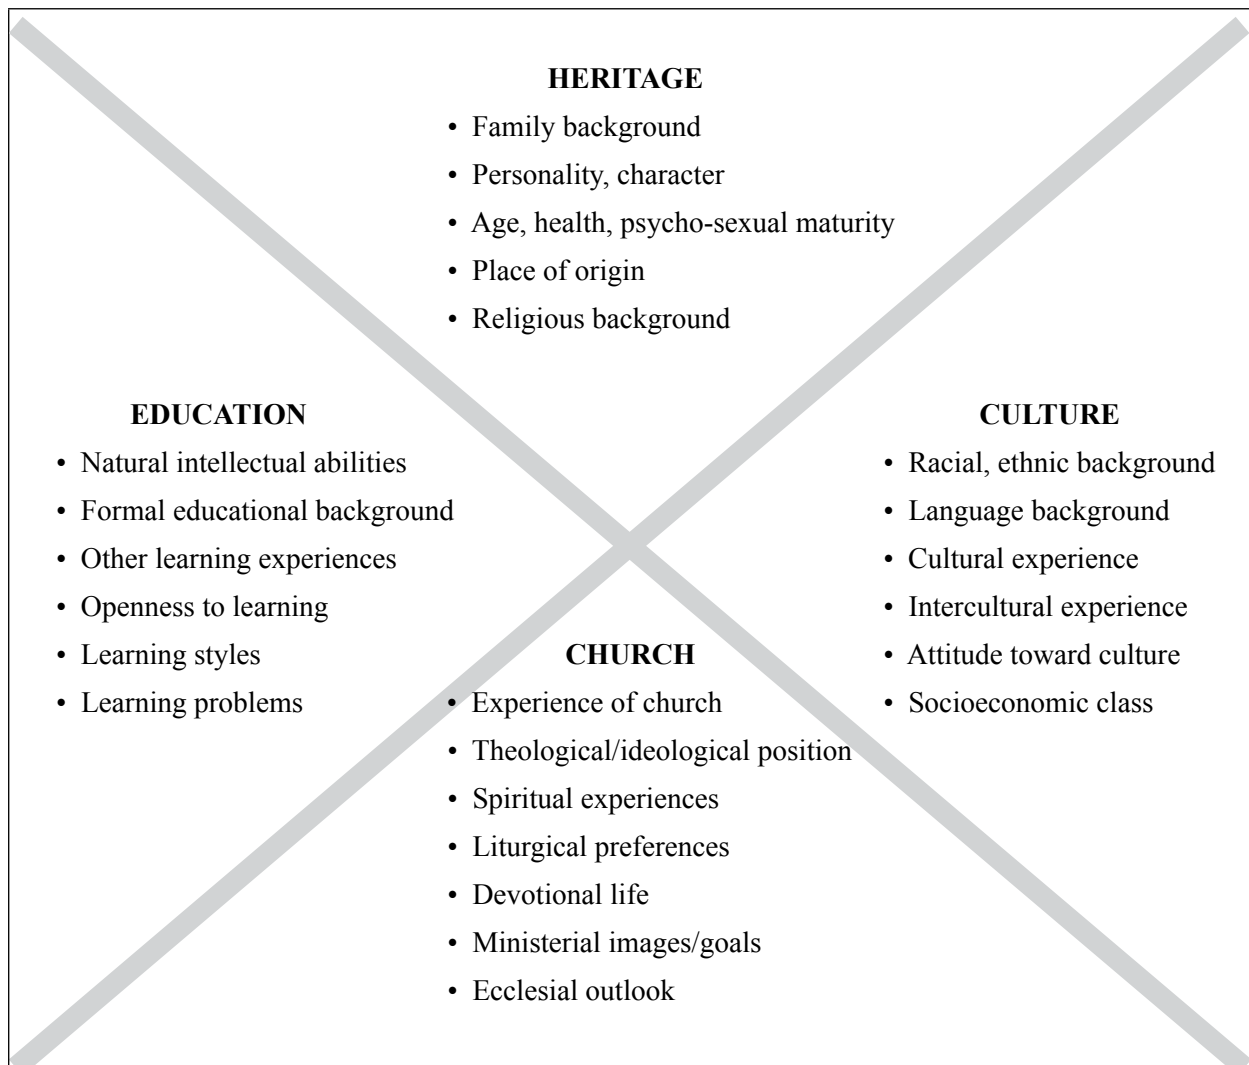 HERITAGE
• Family background
• Personality, character
• Age, health, psycho-sexual maturity
• Place of origin
• Religious background
EDUCATION
• Natural intellectual abilities
• Formal educational background
• Other learning experiences
• Openness to learning
• Learning styles
• Learning problems
CULTURE
• Racial, ethnic background
• Language background
• Cultural experience
• Intercultural experience
• Attitude toward culture
• Socioeconomic class
CHURCH
• Experience of church
• Theological/ideological position
• Spiritual experiences
• Liturgical preferences
• Devotional life
• Ministerial images/goals
• Ecclesial outlook